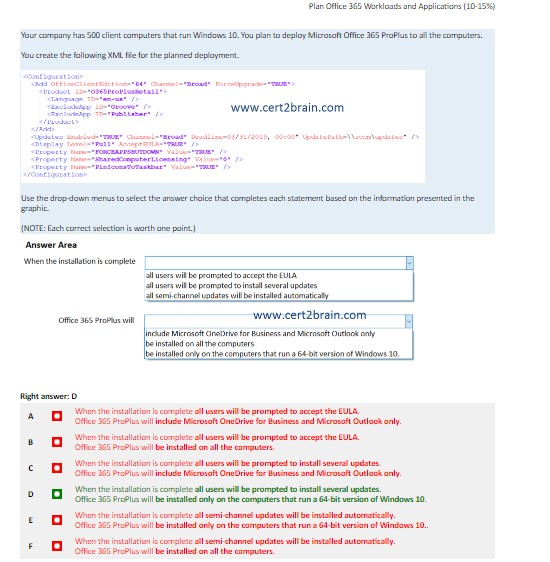 Plan Office 365 Workloads and Applications (10-15%)
Your company has 500 client computers that run Windows 10. You plan to deploy Microsoft Office 365 ProPlus to all the computers.
You create the following XML file for the planned deployment.
<Configuration>
<Add OfficeClientEdition="64" Channel="Broad" ForceUpgrade="TRUE">
<Product ID="O365ProPlusRetail">
<Language ID="en-us" />
<ExcludeApp ID="Groove" />
<ExcludeApp ID="Publisher" />
</Product>
</Add>
<Updates Enabled="TRUE" Channel="Broad" Deadline=03/31/2019, 00:00" UpdatePath=\\ />
<Display Level="Full" AcceptEULA="TRUE" />
<Property Name="FORCEAPPSHUTDOWN" Value="TRUE" />
<Property Name="SharedComputerLicensing" Value="0" />
<Property Name="PinIconsToTaskbar" Value="TRUE" />
</Configuration>
www.cert2brain.com
Use the drop-down menus to select the answer choice that completes each statement based on the information presented in the
graphic.
(NOTE: Each correct selection is worth one point.)
Answer Area
When the installation is complete
all users will be prompted to accept the EULA
all users will be prompted to install several updates
all semi-channel updates will be installed automatically
www.cert2brain.com
Office 365 ProPlus will
include Microsoft OneDrive for Business and Microsoft Outlook only
be installed on all the computers
be installed only on the computers that run a 64-bit version of Windows 10.
Right answer: D
A
When the installation is complete all users will be prompted to accept the EULA.
Office 365 ProPlus will include Microsoft OneDrive for Business and Microsoft Outlook only.
B
When the installation is complete all users will be prompted to accept the EULA.
Office 365 ProPlus will be installed on all the computers.
C
When the installation is complete all users will be prompted to install several updates.
Office 365 ProPlus will include Microsoft OneDrive for Business and Microsoft Outlook only.
D
When the installation is complete all users will be prompted to install several updates.
Office 365 ProPlus will be installed only on the computers that run a 64-bit version of Windows 10.
E
When the installation is complete all semi-channel updates will be installed automatically.
Office 365 ProPlus will be installed only on the computers that run a 64-bit version of Windows 10..
F
When the installation is complete all semi-channel updates will be installed automatically.
Office 365 ProPlus will be installed on all the computers.